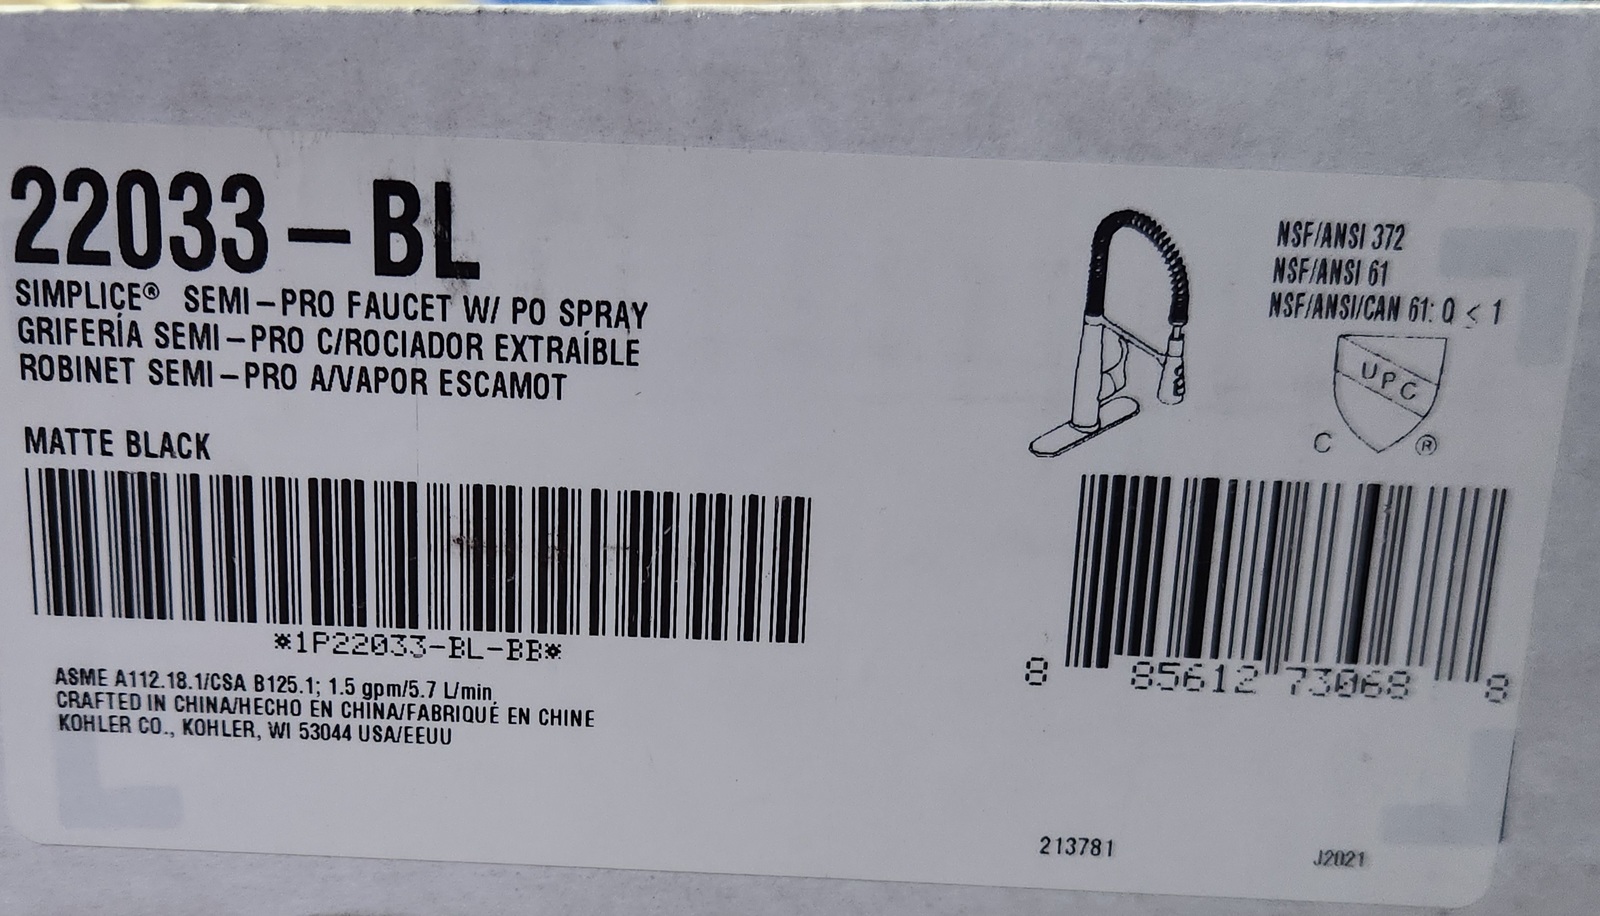 22033-BL
SIMPLICE® SEMI-PRO FAUCET W/ PO SPRAY
GRIFERÍA SEMI-PRO C/ROCIADOR EXTRAÍBLE
ROBINET SEMI-PRO A/VAPOR ESCAMOT
MATTE BLACK
*1P22033-BL-BB*
ASME A112.18.1/CSA B125.1; 1.5 gpm/5.7 L/min
CRAFTED IN CHINA/HECHO EN CHINA/FABRIQUÉ EN CHINE
KOHLER CO., KOHLER, WI 53044 USA/EEUU
NSF/ANSI 372
NSF/ANSI 61
NSF/ANSI/CAN 61: Q ≤ 1
UPC
C ®
8 85612 73068 8
213781
J2021